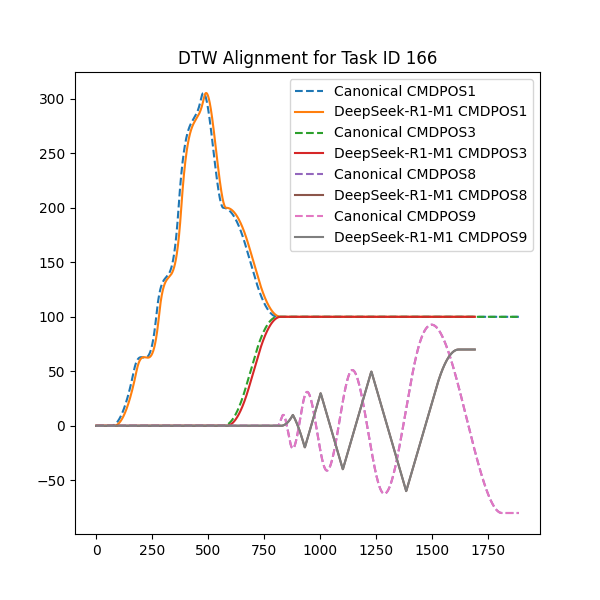 DTW Alignment for Task ID 166
Canonical CMDPOS1
DeepSeek-R1-M1 CMDPOS1
Canonical CMDPOS3
DeepSeek-R1-M1 CMDPOS3
Canonical CMDPOS8
DeepSeek-R1-M1 CMDPOS8
Canonical CMDPOS9
DeepSeek-R1-M1 CMDPOS9
300
250
200
150
100
50
0
−50
0 250 500 750 1000 1250 1500 1750